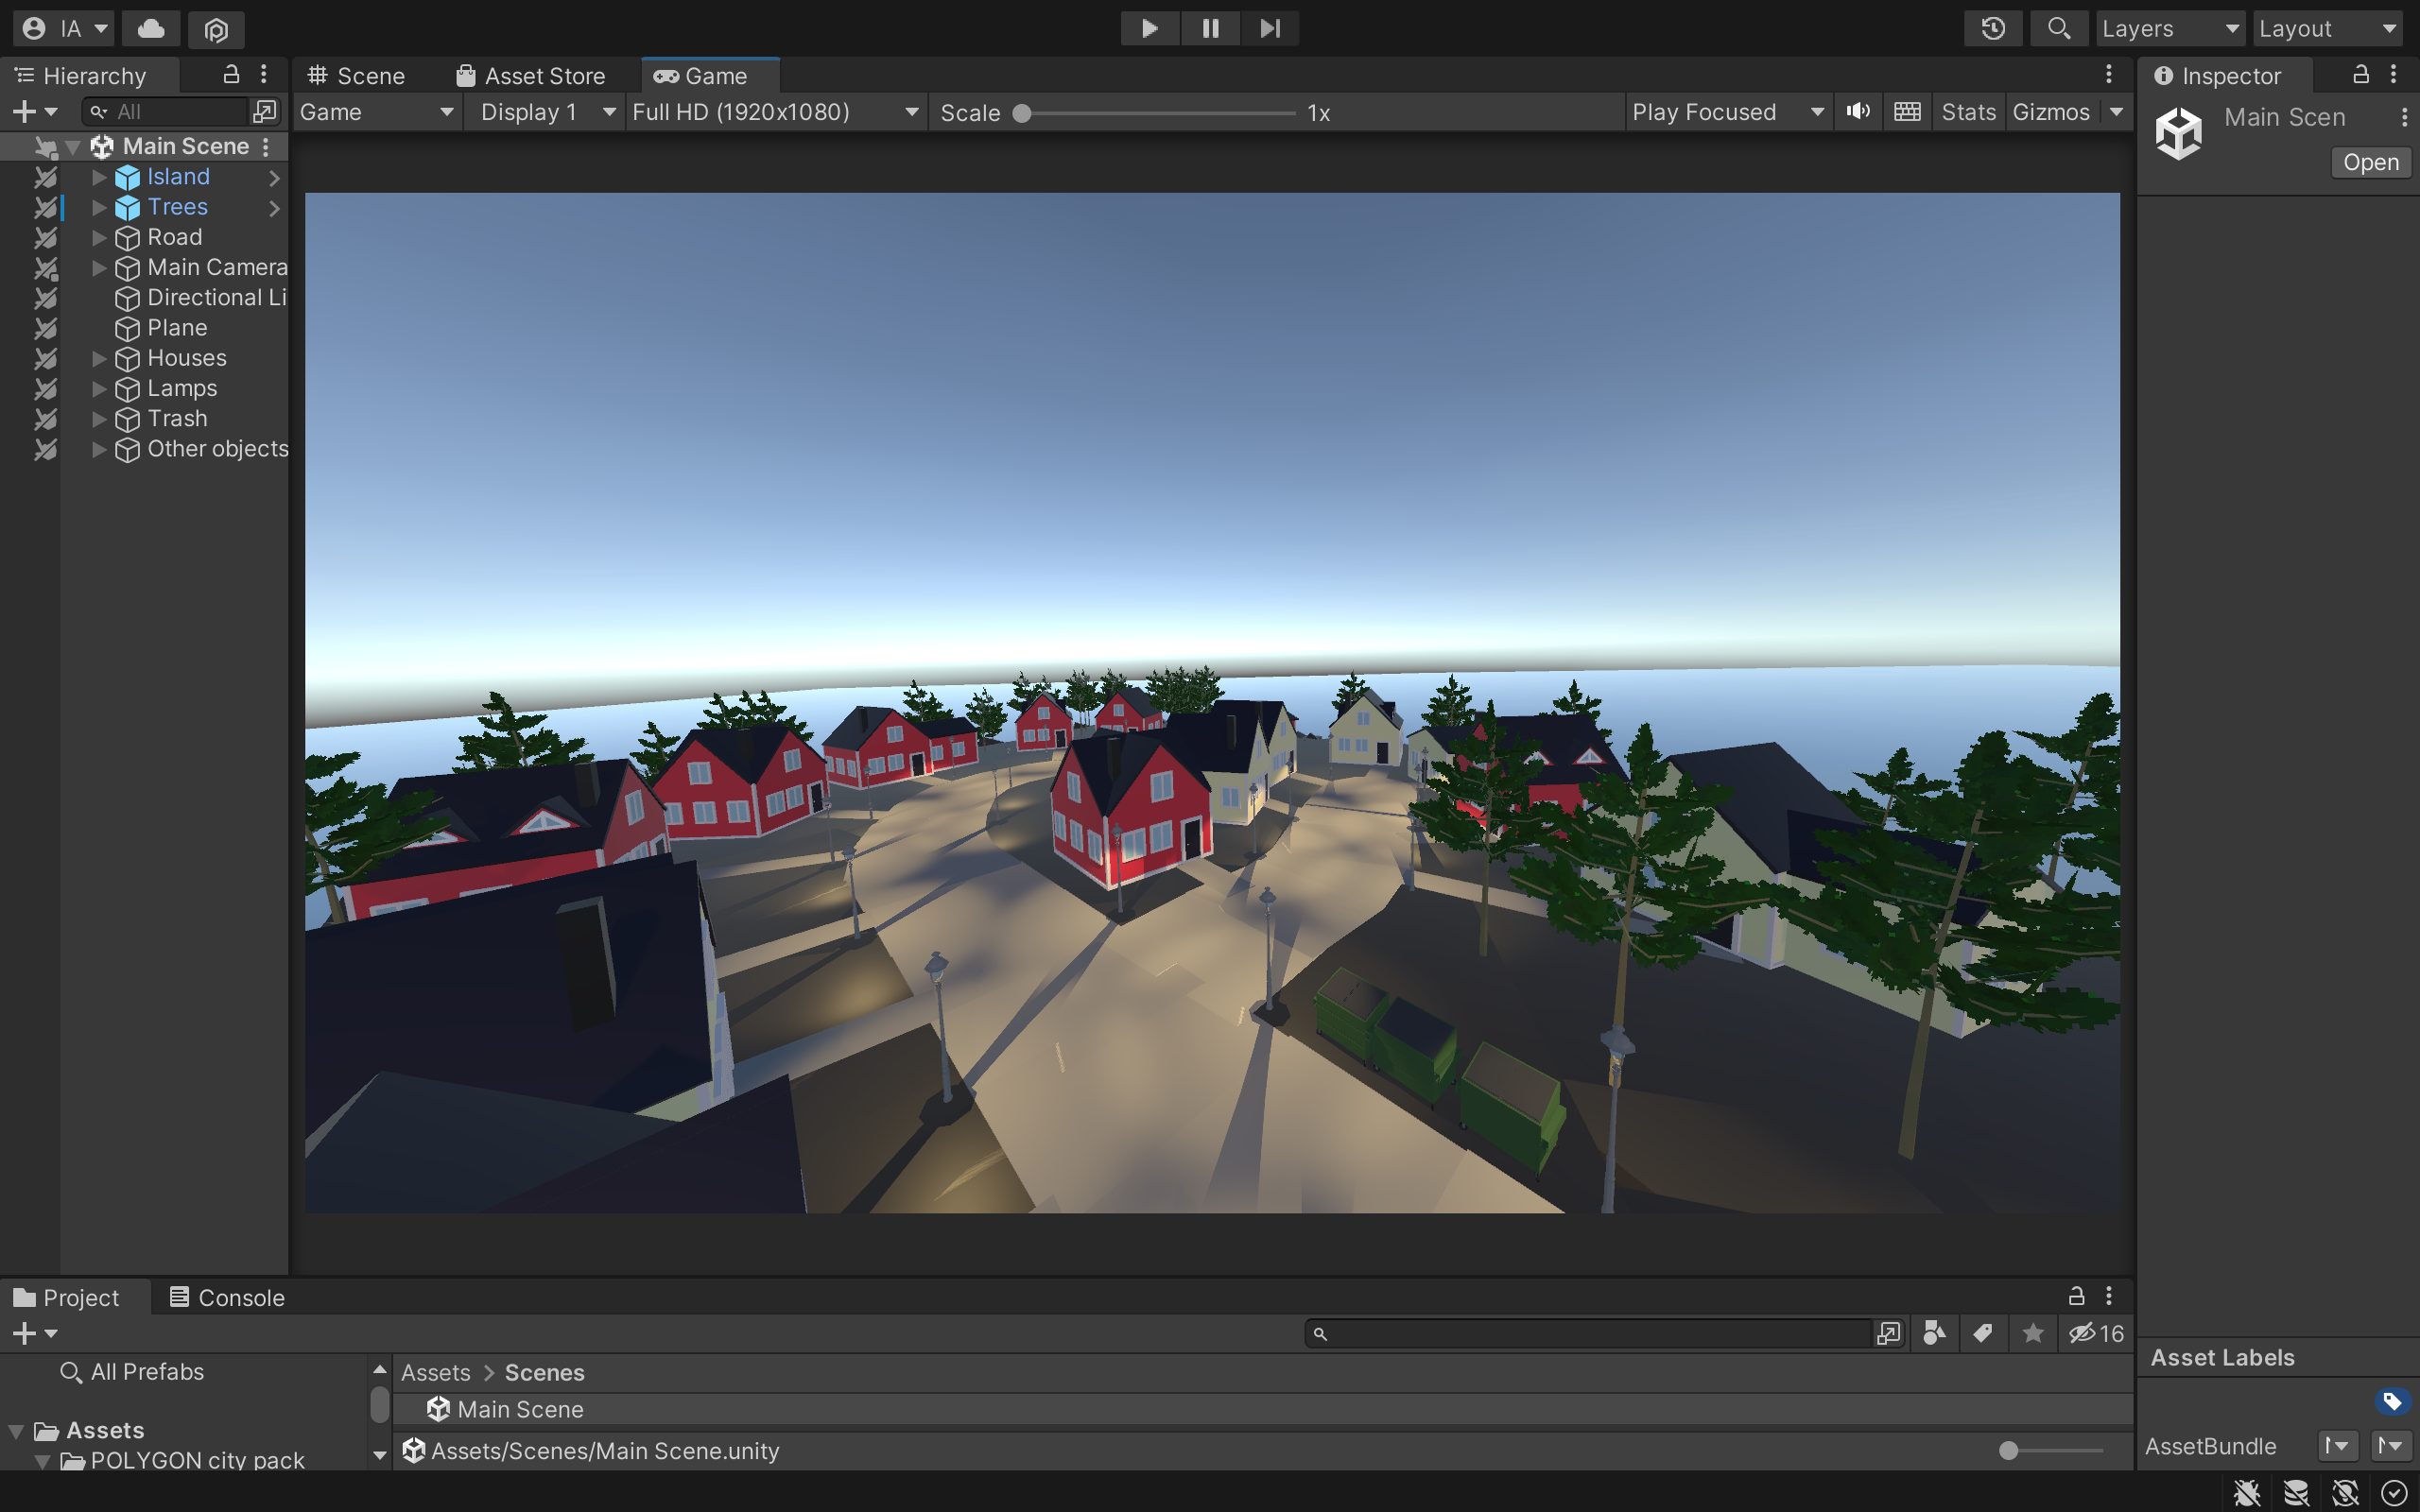 IA
Layers
Layout
Hierarchy
Scene
Asset Store
Game
Inspector
All
Game
Display 1
Full HD (1920x1080)
Scale
1x
Play Focused
Stats
Gizmos
Main Scen
Open
Main Scene
Island
Trees
Road
Main Camera
Directional Li
Plane
Houses
Lamps
Trash
Other objects
Project
Console
16
All Prefabs
Assets > Scenes
Main Scene
Assets
POLYGON city pack
Assets/Scenes/Main Scene.unity
Asset Labels
AssetBundle